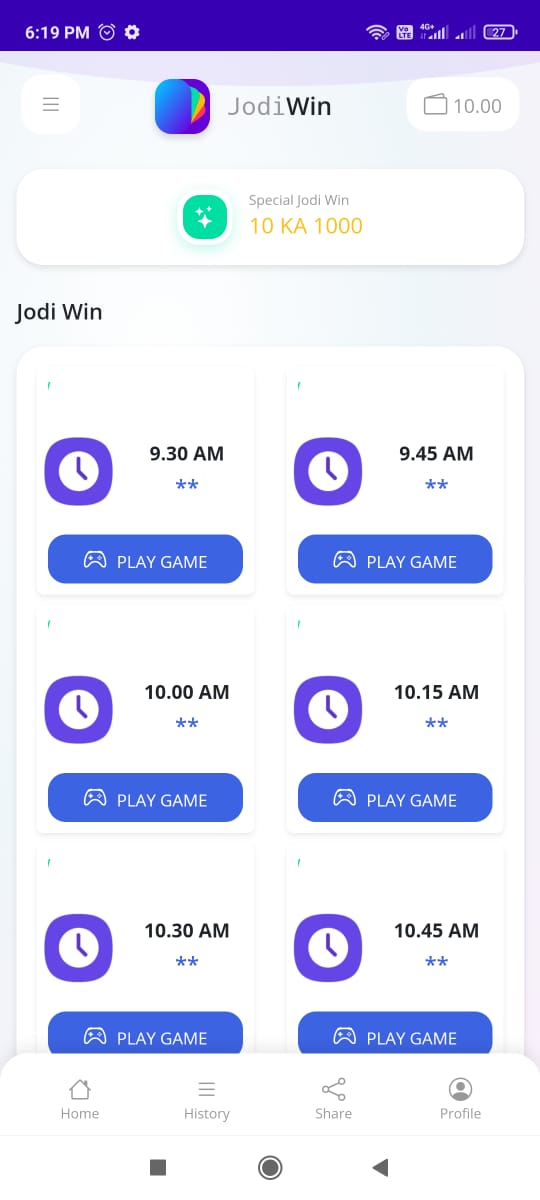 6:19 PM
Vo LTE 4G+ 27
JodiWin
10.00
Special Jodi Win
10 KA 1000
Jodi Win
9.30 AM 9.45 AM
** **
PLAY GAME PLAY GAME
10.00 AM 10.15 AM
** **
PLAY GAME PLAY GAME
10.30 AM 10.45 AM
** **
PLAY GAME PLAY GAME
Home History Share Profile